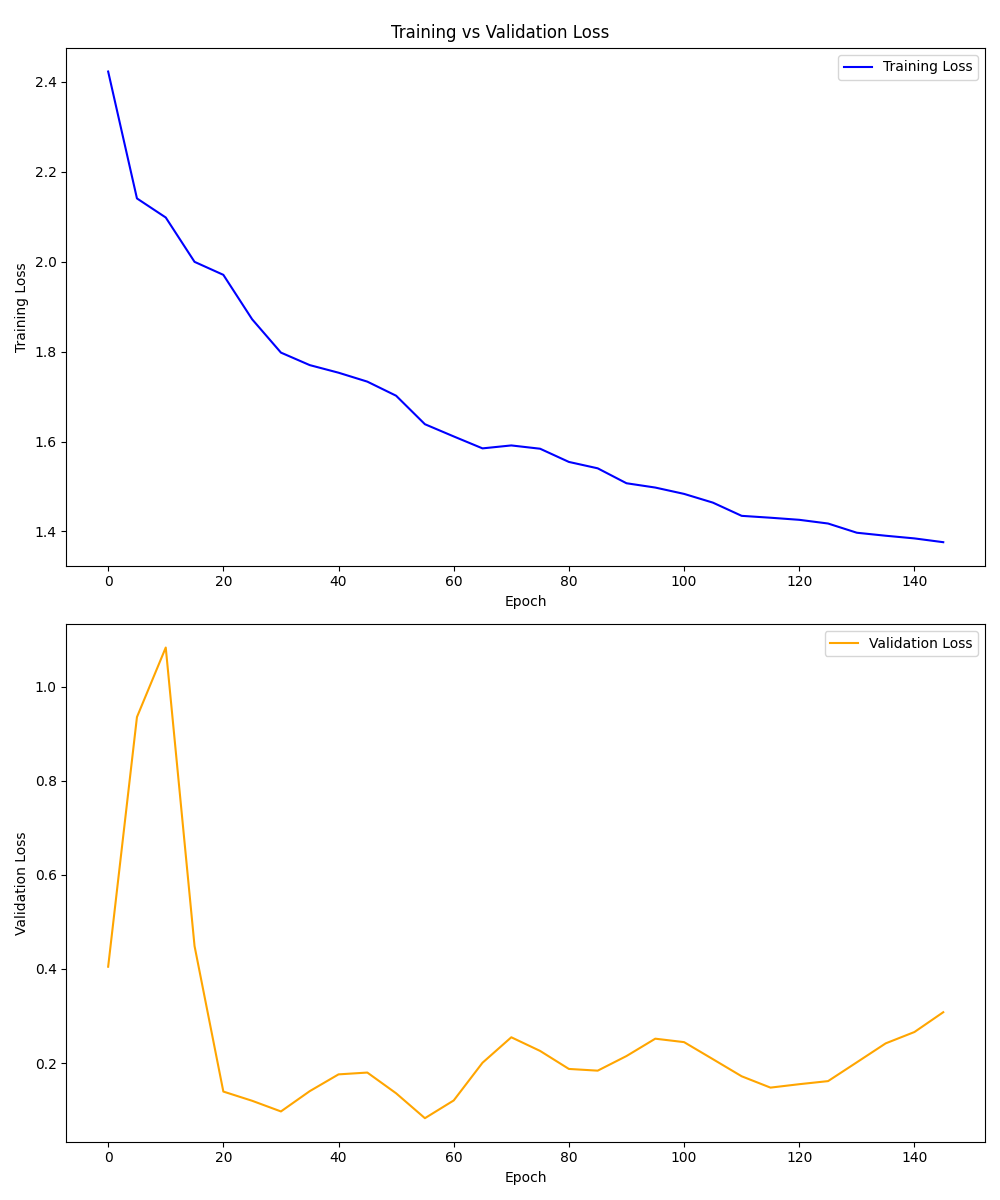 Training vs Validation Loss
Training Loss
Training Loss
2.4
2.2
2.0
1.8
1.6
1.4
0 20 40 60 80 100 120 140
Epoch
Validation Loss
Validation Loss
1.0
0.8
0.6
0.4
0.2
0 20 40 60 80 100 120 140
Epoch